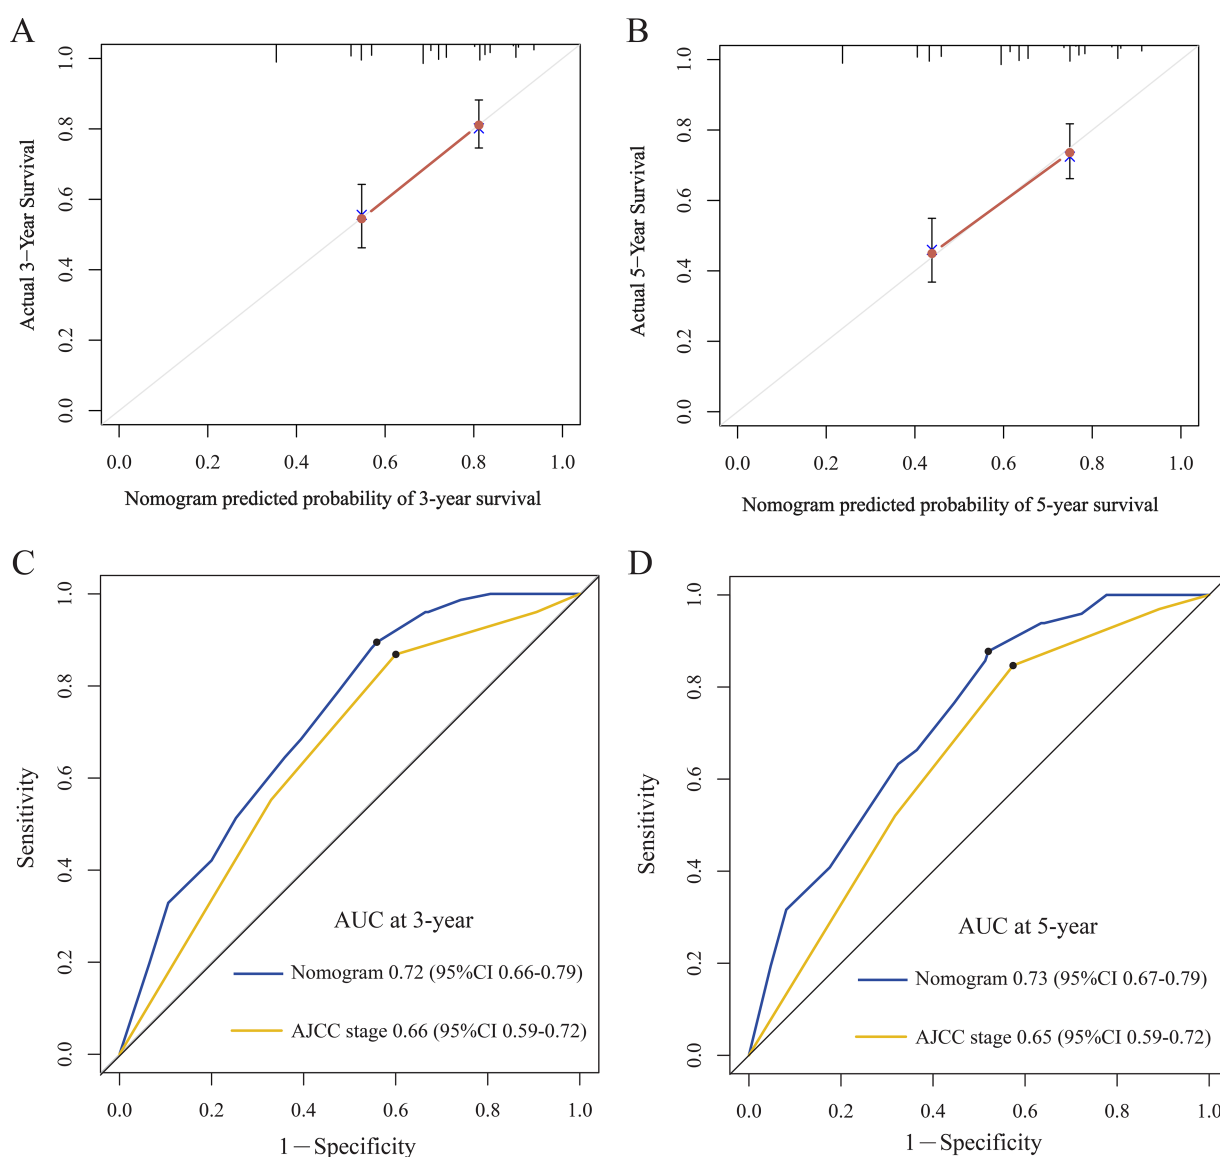 A
Actual 3−Year Survival
1.0
0.8
0.6
0.4
0.2
0.0
0.0 0.2 0.4 0.6 0.8 1.0
Nomogram predicted probability of 3-year survival
B
Actual 5−Year Survival
1.0
0.8
0.6
0.4
0.2
0.0
0.0 0.2 0.4 0.6 0.8 1.0
Nomogram predicted probability of 5-year survival
C
Sensitivity
1.0
0.8
0.6
0.4
0.2
0.0
AUC at 3-year
Nomogram 0.72 (95%CI 0.66-0.79)
AJCC stage 0.66 (95%CI 0.59-0.72)
0.0 0.2 0.4 0.6 0.8 1.0
1−Specificity
D
Sensitivity
1.0
0.8
0.6
0.4
0.2
0.0
AUC at 5-year
Nomogram 0.73 (95%CI 0.67-0.79)
AJCC stage 0.65 (95%CI 0.59-0.72)
0.0 0.2 0.4 0.6 0.8 1.0
1−Specificity